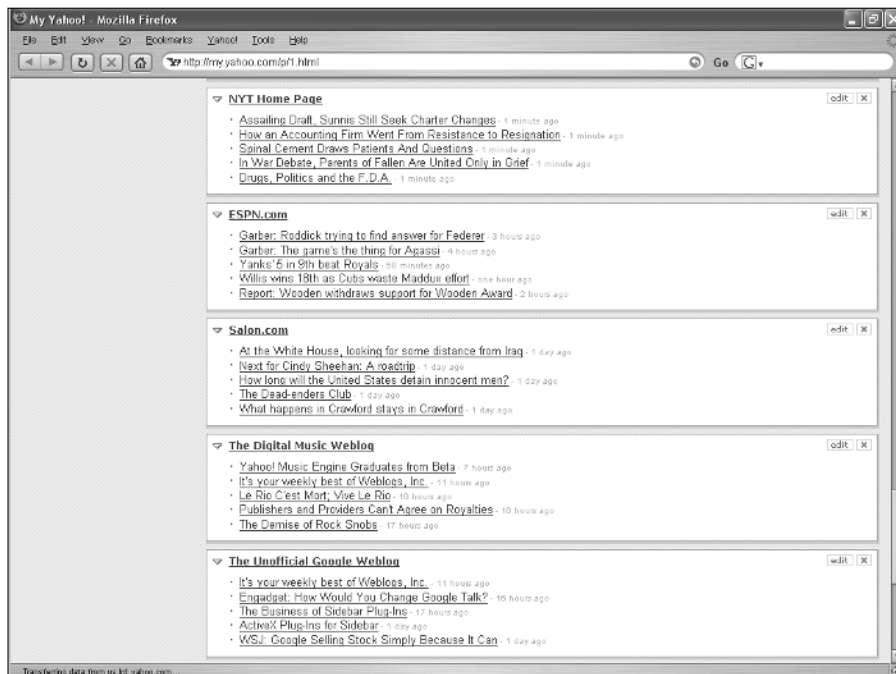 My Yahoo! - Mozilla Firefox
File Edit View Go Bookmarks Yahoo! Tools Help
http://my.yahoo.com/p/1.html Go
NYT Home Page edit
Assailing Draft, Sunnis Still Seek Charter Changes - 1 minute ago
How an Accounting Firm Went From Resistance to Resignation - 1 minute ago
Spinal Cement Draws Patients And Questions - 1 minute ago
In War Debate, Parents of Fallen Are United Only in Grief - 1 minute ago
Drugs, Politics and the F.D.A. - 1 minute ago
ESPN.com edit
Garber: Roddick trying to find answer for Federer - 3 hours ago
Garber: The game's the thing for Agassi - 4 hours ago
Yanks' 5 in 9th beat Royals - 58 minutes ago
Willis wins 18th as Cubs waste Maddux effort - one hour ago
Report: Wooden withdraws support for Wooden Award - 2 hours ago
Salon.com edit
At the White House, looking for some distance from Iraq - 1 day ago
Next for Cindy Sheehan: A roadtrip - 1 day ago
How long will the United States detain innocent men? - 1 day ago
The Dead-enders Club - 1 day ago
What happens in Crawford stays in Crawford - 1 day ago
The Digital Music Weblog edit
Yahoo! Music Engine Graduates from Beta - 7 hours ago
It's your weekly best of Weblogs, Inc. - 11 hours ago
Le Rio C'est Mort; Vive Le Rio - 16 hours ago
Publishers and Providers Can't Agree on Royalties - 16 hours ago
The Demise of Rock Snobs - 17 hours ago
The Unofficial Google Weblog edit
It's your weekly best of Weblogs, Inc. - 11 hours ago
Engadget: How Would You Change Google Talk? - 16 hours ago
The Business of Sidebar Plug-Ins - 17 hours ago
ActiveX Plug-Ins for Sidebar - 1 day ago
WSJ: Google Selling Stock Simply Because It Can - 1 day ago
Transferring data from us.lrd.yahoo.com...